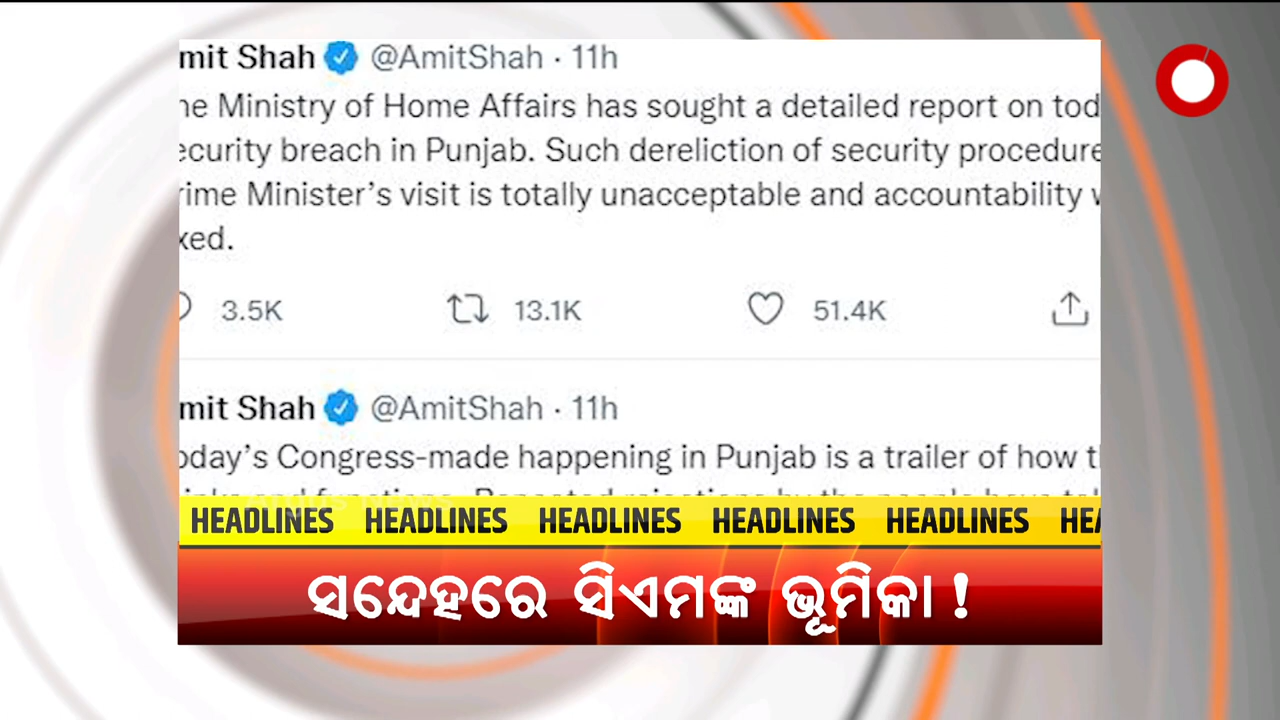 mit Shah @AmitShah · 11h
he Ministry of Home Affairs has sought a detailed report on tod
ecurity breach in Punjab. Such dereliction of security procedure
rime Minister’s visit is totally unacceptable and accountability w
xed.
3.5K 13.1K 51.4K
mit Shah @AmitShah · 11h
oday’s Congress-made happening in Punjab is a trailer of how th
HEADLINES HEADLINES HEADLINES HEADLINES HEADLINES HEA
ସନ୍ଦେହରେ ସିଏମଙ୍କ ଭୂମିକା !